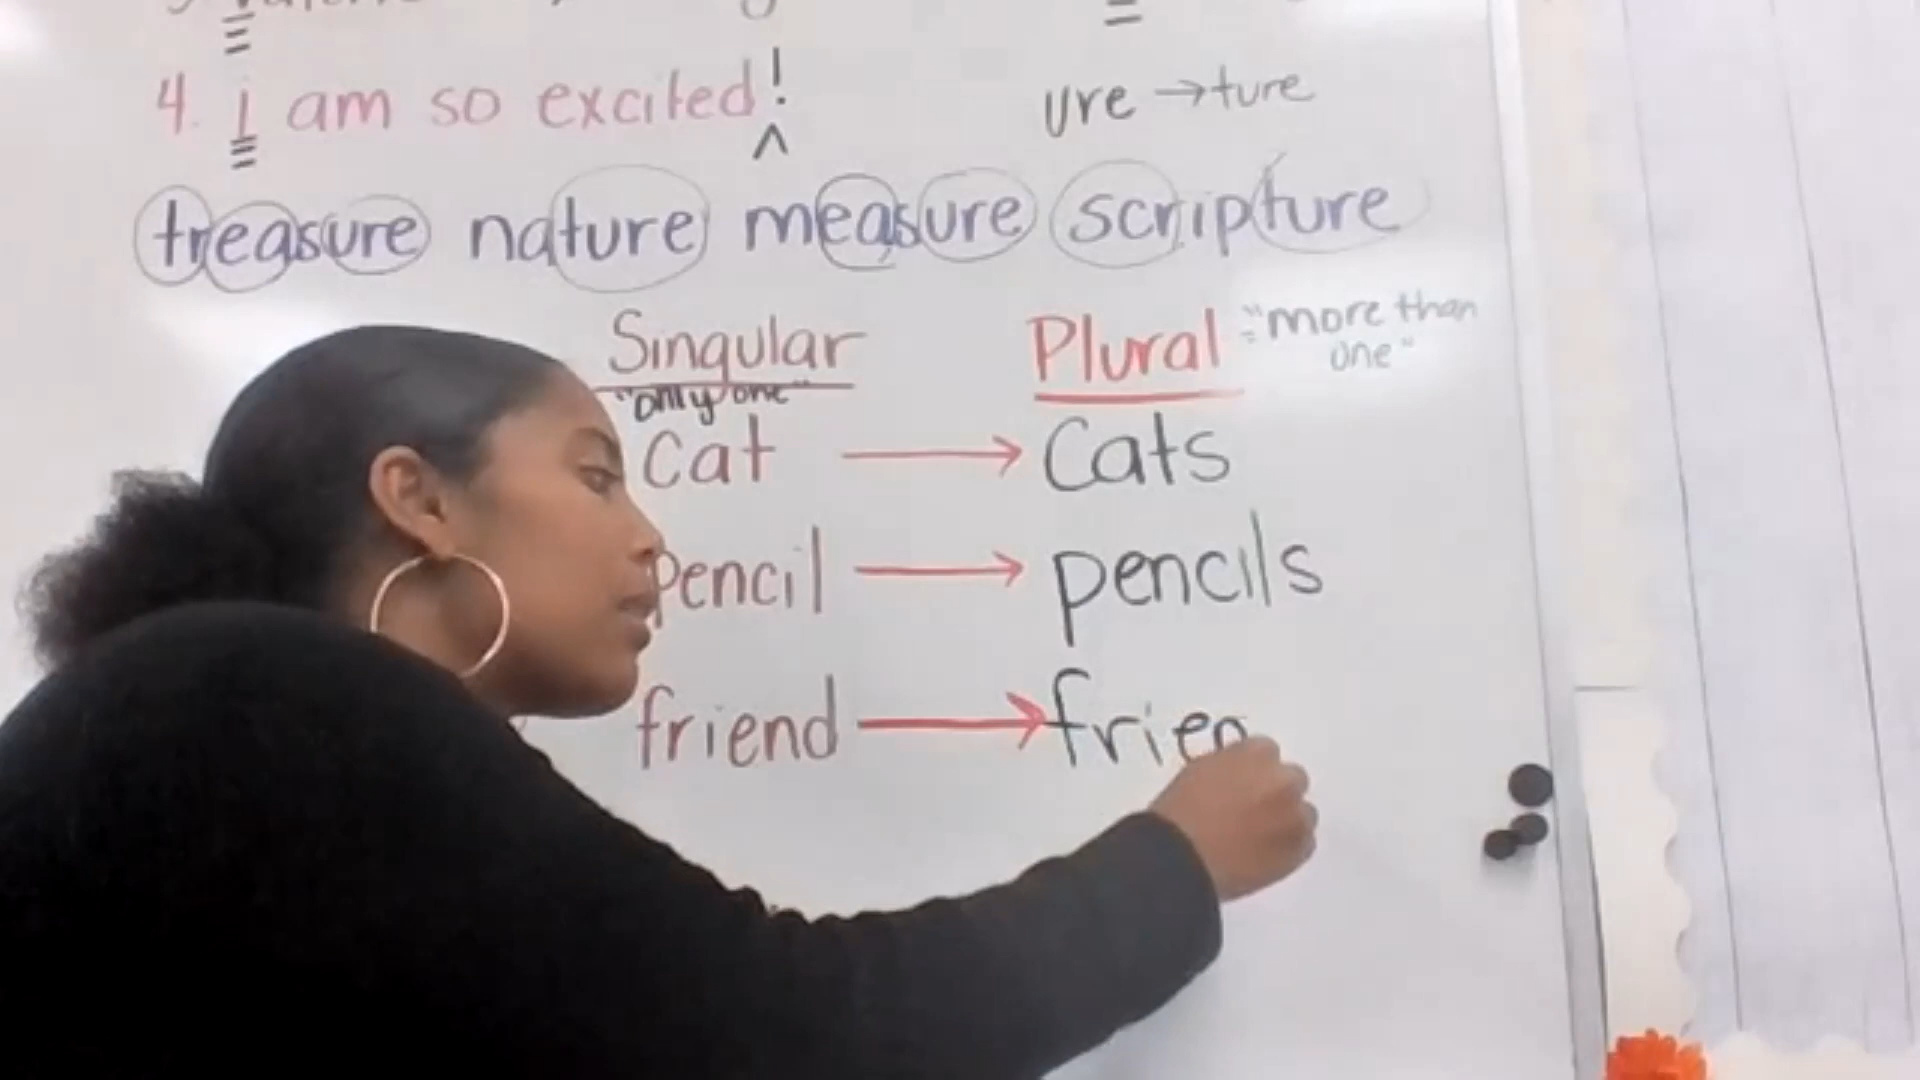 4. i am so excited!
^
ure → ture
treasure nature measure scripture
Singular Plural = "more than one"
"only one"
Cat → Cats
pencil → pencils
friend → frien